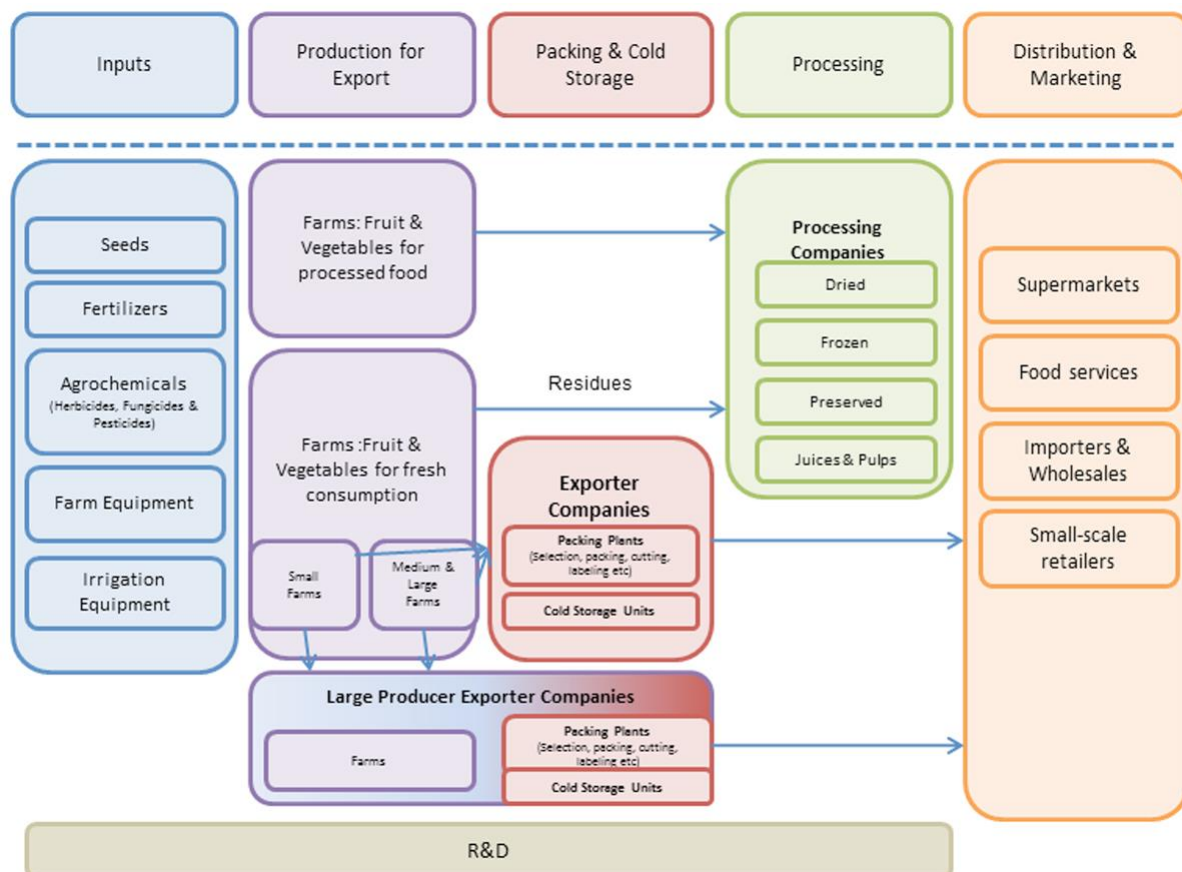 Inputs
Production for
Export
Packing & Cold
Storage
Processing
Distribution &
Marketing
Seeds
Fertilizers
Agrochemicals
(Herbicides, Fungicides &
Pesticides)
Farm Equipment
Irrigation
Equipment
Farms: Fruit &
Vegetables for
processed food
Farms :Fruit &
Vegetables for fresh
consumption
Small
Farms
Medium &
Large
Farms
Residues
Exporter
Companies
Packing Plants
(Selection, packing, cutting,
labeling etc)
Cold Storage Units
Processing
Companies
Dried
Frozen
Preserved
Juices & Pulps
Supermarkets
Food services
Importers &
Wholesales
Small-scale
retailers
Large Producer Exporter Companies
Farms
Packing Plants
(Selection, packing, cutting,
labeling etc)
Cold Storage Units
R&D